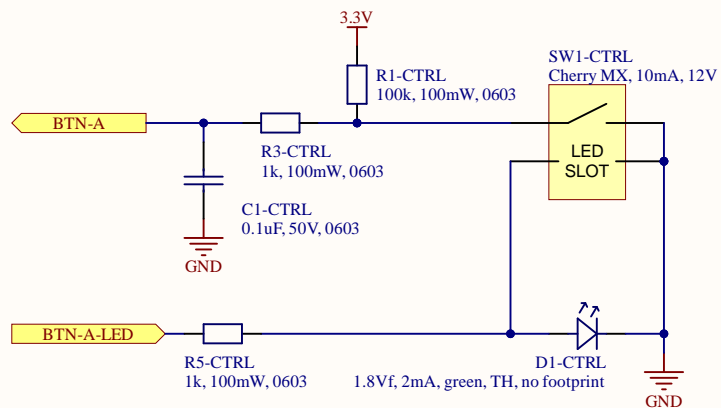 3.3V
SW1-CTRL
Cherry MX, 10mA, 12V
R1-CTRL
100k, 100mW, 0603
BTN-A
R3-CTRL
1k, 100mW, 0603
LED
SLOT
C1-CTRL
0.1uF, 50V, 0603
GND
BTN-A-LED
R5-CTRL
1k, 100mW, 0603
D1-CTRL
1.8Vf, 2mA, green, TH, no footprint
GND